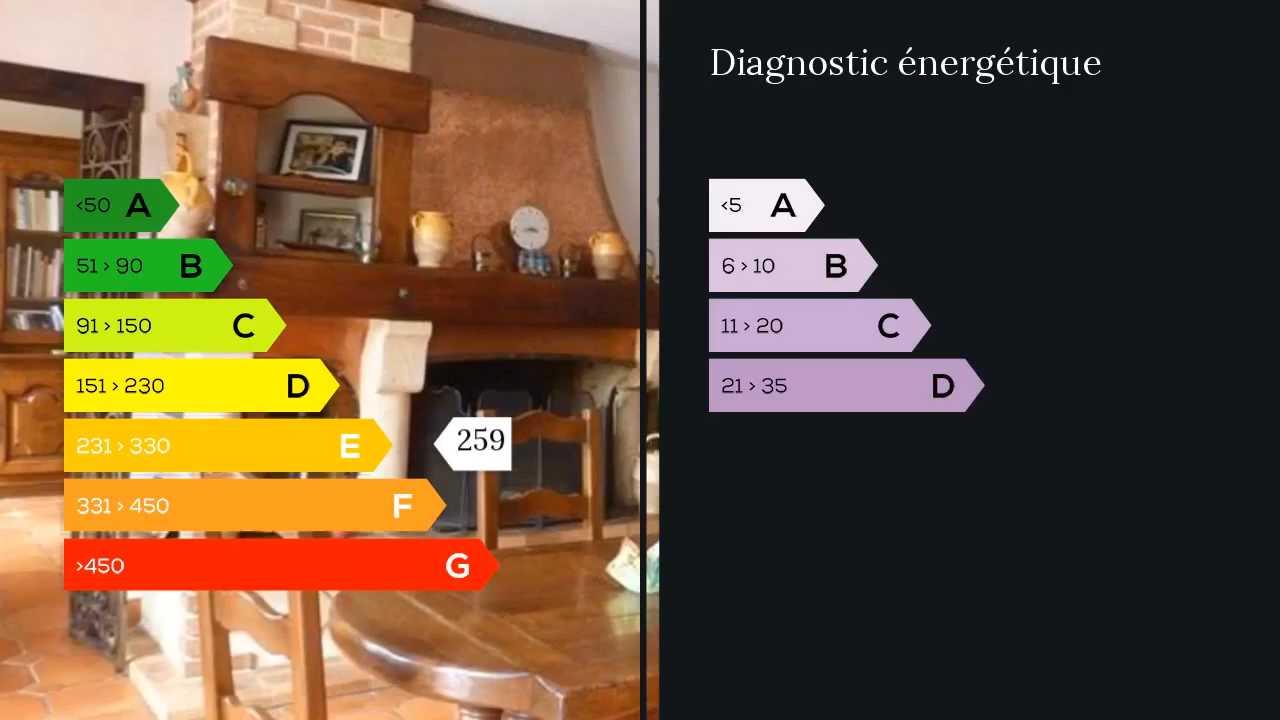 Diagnostic énergétique
<50 A
51 > 90 B
91 > 150 C
151 > 230 D
231 > 330 E
259
331 > 450 F
>450 G
<5 A
6 > 10 B
11 > 20 C
21 > 35 D